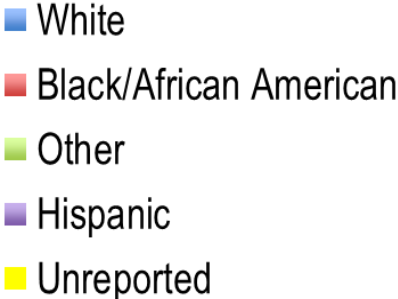 White
Black/African American
Other
Hispanic
Unreported